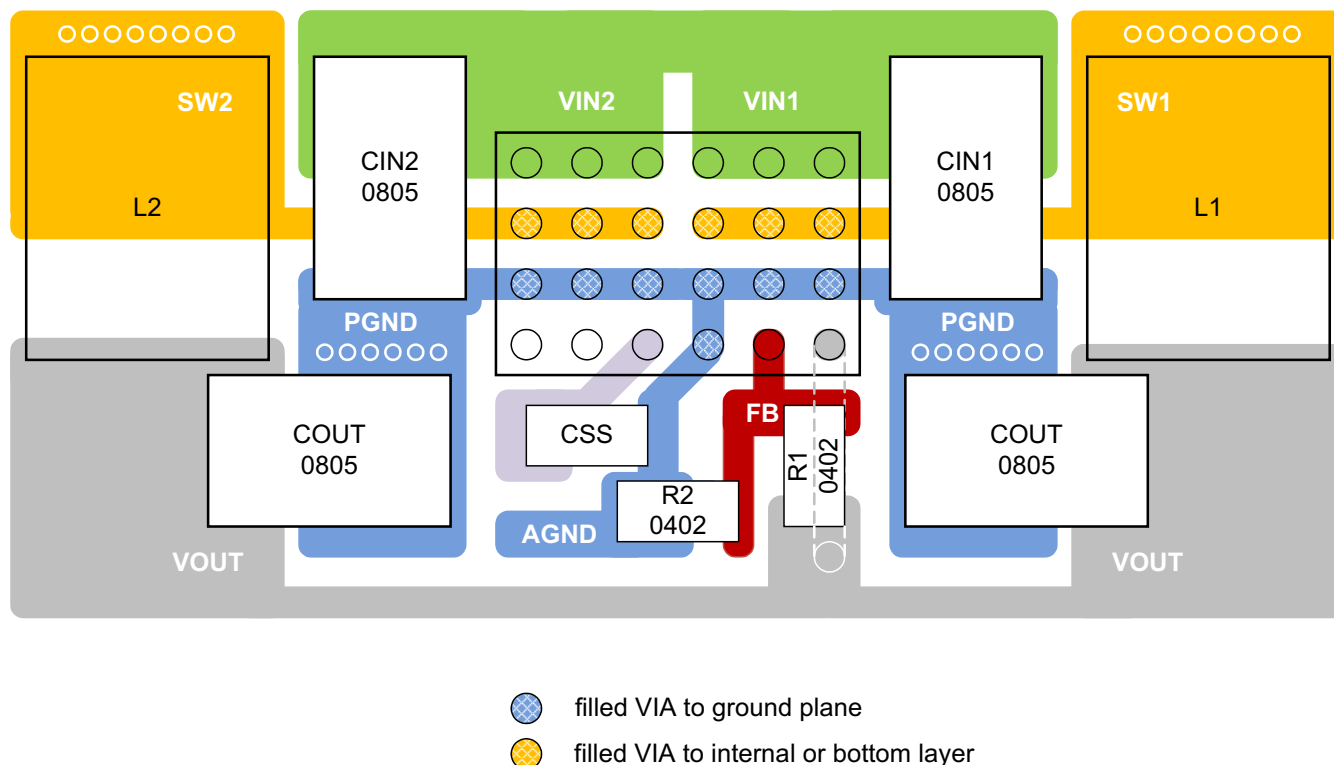 SW2
VIN2
VIN1
SW1
CIN2
0805
CIN1
0805
L2
L1
PGND
PGND
FB
COUT
0805
CSS
R1
0402
COUT
0805
R2
0402
AGND
VOUT
VOUT
filled VIA to ground plane
filled VIA to internal or bottom layer